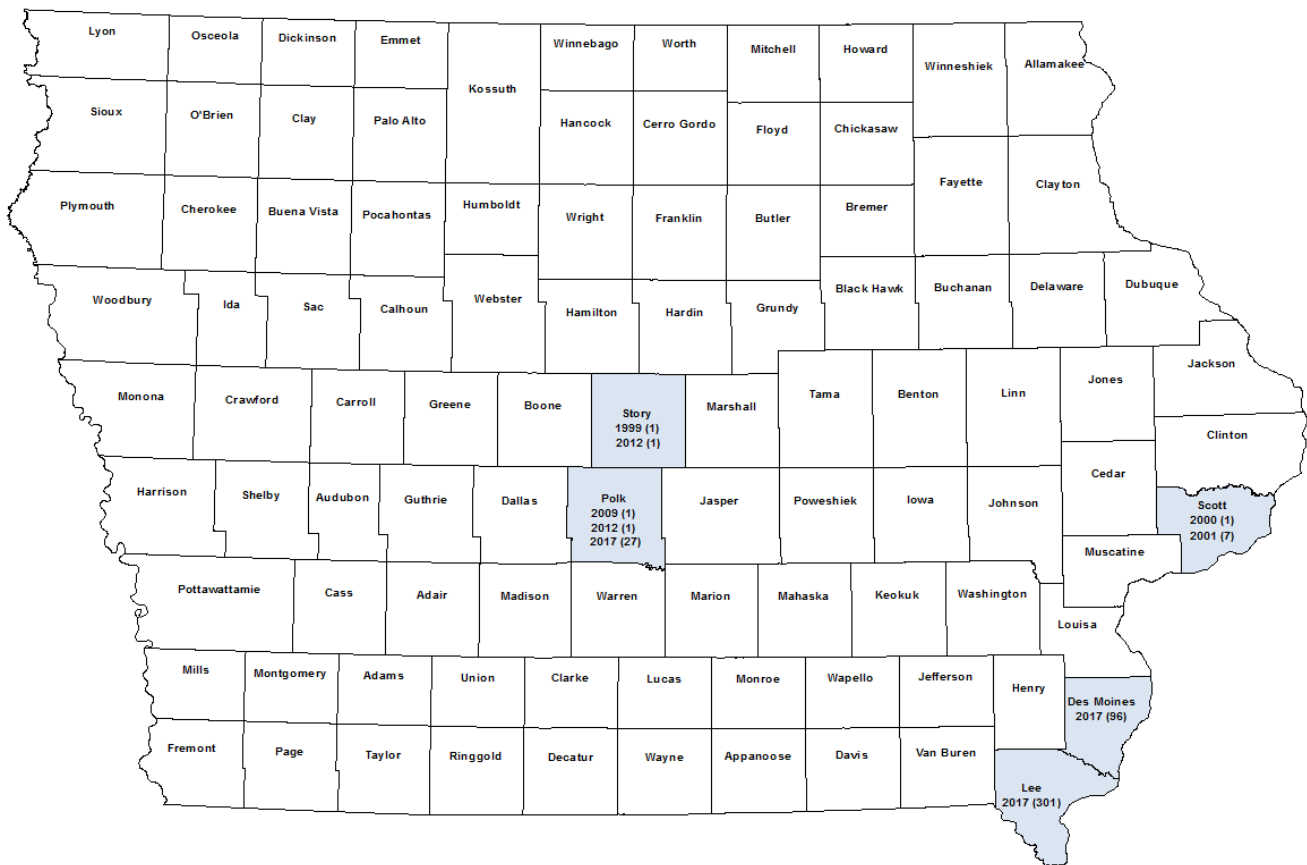 Lyon
Osceola
Dickinson
Emmet
Kossuth
Winnebago
Worth
Mitchell
Howard
Winneshiek
Allamakee
Sioux
O'Brien
Clay
Palo Alto
Hancock
Cerro Gordo
Floyd
Chickasaw
Plymouth
Cherokee
Buena Vista
Pocahontas
Humboldt
Wright
Franklin
Butler
Bremer
Fayette
Clayton
Woodbury
Ida
Sac
Calhoun
Webster
Hamilton
Hardin
Grundy
Black Hawk
Buchanan
Delaware
Dubuque
Monona
Crawford
Carroll
Greene
Boone
Story
1999 (1)
2012 (1)
Marshall
Tama
Benton
Linn
Jones
Jackson
Clinton
Harrison
Shelby
Audubon
Guthrie
Dallas
Polk
2009 (1)
2012 (1)
2017 (27)
Jasper
Poweshiek
Iowa
Johnson
Cedar
Scott
2000 (1)
2001 (7)
Muscatine
Pottawattamie
Cass
Adair
Madison
Warren
Marion
Mahaska
Keokuk
Washington
Louisa
Mills
Montgomery
Adams
Union
Clarke
Lucas
Monroe
Wapello
Jefferson
Henry
Des Moines
2017 (96)
Fremont
Page
Taylor
Ringgold
Decatur
Wayne
Appanoose
Davis
Van Buren
Lee
2017 (301)